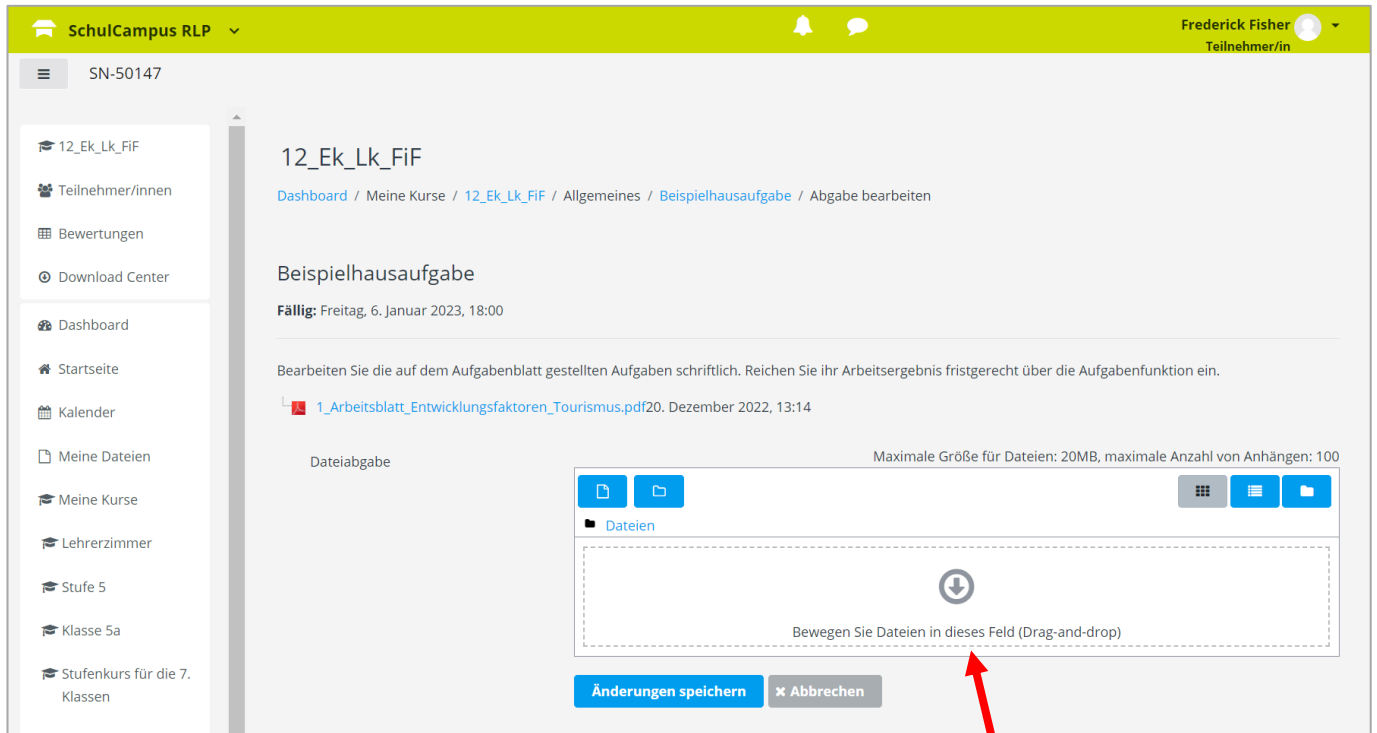 SchulCampus RLP
Frederick Fisher
Teilnehmer/in
SN-50147
12_Ek_Lk_FiF
Teilnehmer/innen
Bewertungen
Download Center
Dashboard
Startseite
Kalender
Meine Dateien
Meine Kurse
Lehrerzimmer
Stufe 5
Klasse 5a
Stufenkurs für die 7.
Klassen
12_Ek_Lk_FiF
Dashboard / Meine Kurse / 12_Ek_Lk_FiF / Allgemeines / Beispielhausaufgabe / Abgabe bearbeiten
Beispielhausaufgabe
Fällig: Freitag, 6. Januar 2023, 18:00
Bearbeiten Sie die auf dem Aufgabenblatt gestellten Aufgaben schriftlich. Reichen Sie ihr Arbeitsergebnis fristgerecht über die Aufgabenfunktion ein.
1_Arbeitsblatt_Entwicklungsfaktoren_Tourismus.pdf20. Dezember 2022, 13:14
Dateiabgabe
Maximale Größe für Dateien: 20MB, maximale Anzahl von Anhängen: 100
Dateien
Bewegen Sie Dateien in dieses Feld (Drag-and-drop)
Änderungen speichern
Abbrechen